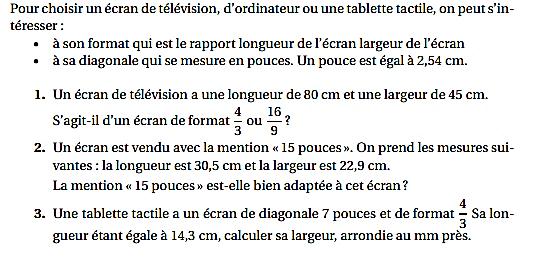 Pour choisir un écran de télévision, d'ordinateur ou une tablette tactile, on peut s'in-
téresser :
• à son format qui est le rapport longueur de l'écran largeur de l'écran
• à sa diagonale qui se mesure en pouces. Un pouce est égal à 2,54 cm.
1. Un écran de télévision a une longueur de 80 cm et une largeur de 45 cm.
S'agit-il d'un écran de format 4/3 ou 16/9 ?
2. Un écran est vendu avec la mention « 15 pouces ». On prend les mesures sui-
vantes : la longueur est 30,5 cm et la largeur est 22,9 cm.
La mention « 15 pouces » est-elle bien adaptée à cet écran ?
3. Une tablette tactile a un écran de diagonale 7 pouces et de format 4/3 Sa lon-
gueur étant égale à 14,3 cm, calculer sa largeur, arrondie au mm près.